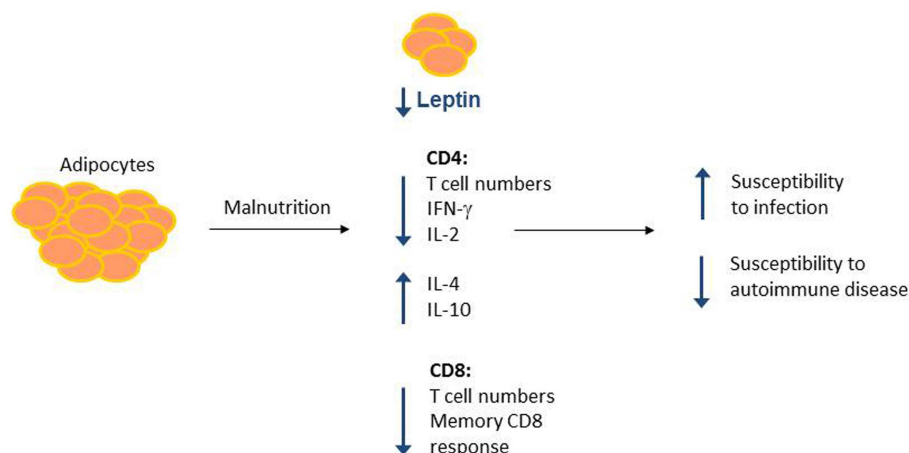 Leptin
Adipocytes
Malnutrition
CD4:
T cell numbers
IFN-γ
IL-2
IL-4
IL-10
CD8:
T cell numbers
Memory CD8
response
Susceptibility
to infection
Susceptibility to
autoimmune disease